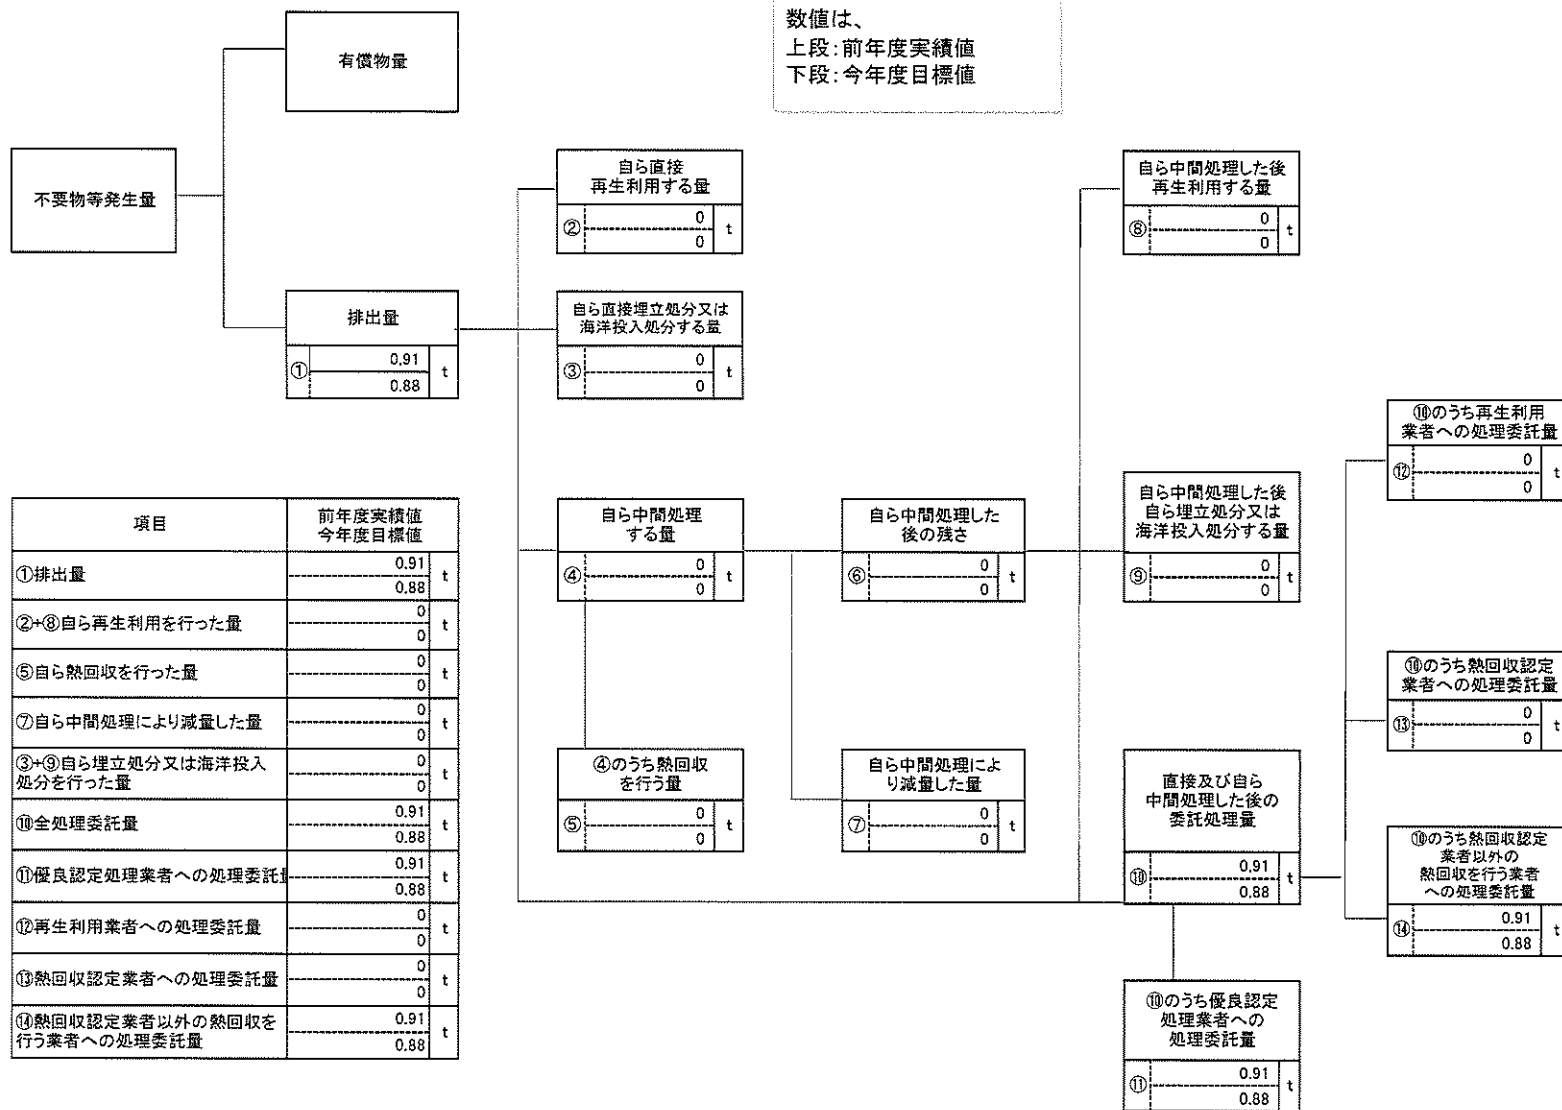 数値は、
上段:前年度実績値
下段:今年度目標値
有償物量
不要物等発生量
排出量
①
0.91
0.88
t
自ら直接
再生利用する量
②
0
0
t
自ら直接埋立処分又は
海洋投入処分する量
③
0
0
t
自ら中間処理した後
再生利用する量
⑧
0
0
t
自ら中間処理
する量
④
0
0
t
自ら中間処理した
後の残さ
⑥
0
0
t
自ら中間処理した後
自ら埋立処分又は
海洋投入処分する量
⑨
0
0
t
④のうち熱回収
を行う量
⑤
0
0
t
自ら中間処理によ
り減量した量
⑦
0
0
t
直接及び自ら
中間処理した後の
委託処理量
⑩
0.91
0.88
t
⑩のうち優良認定
処理業者への
処理委託量
⑪
0.91
0.88
t
⑩のうち再生利用
業者への処理委託量
⑫
0
0
t
⑩のうち熱回収認定
業者への処理委託量
⑬
0
0
t
⑩のうち熱回収認定
業者以外の
熱回収を行う業者
への処理委託量
⑭
0.91
0.88
t
項目
前年度実績値
今年度目標値
①排出量
0.91
0.88
t
②+⑧自ら再生利用を行った量
0
0
t
⑤自ら熱回収を行った量
0
0
t
⑦自ら中間処理により減量した量
0
0
t
③+⑨自ら埋立処分又は海洋投入
処分を行った量
0
0
t
⑩全処理委託量
0.91
0.88
t
⑪優良認定処理業者への処理委託
0.91
0.88
t
⑫再生利用業者への処理委託量
0
0
t
⑬熱回収認定業者への処理委託量
0
0
t
⑭熱回収認定業者以外の熱回収を
行う業者への処理委託量
0.91
0.88
t